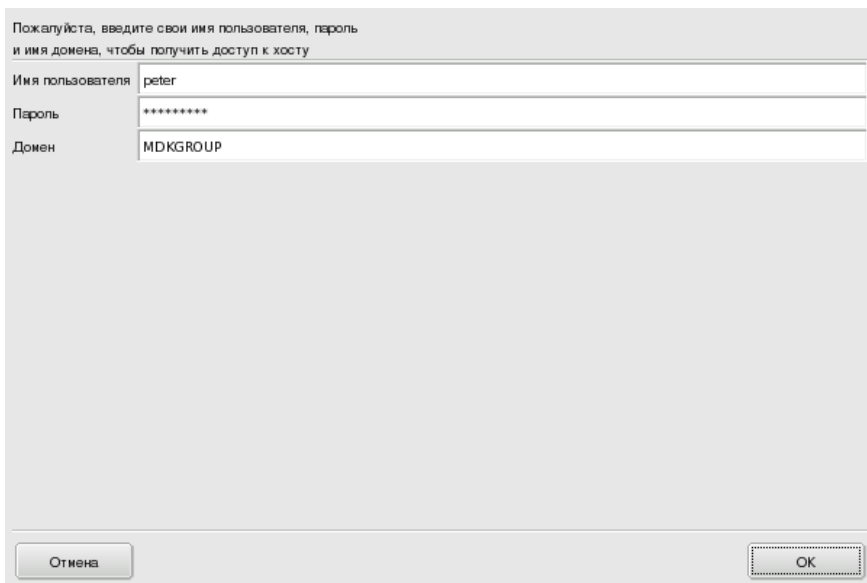 Пожалуйста, введите свои имя пользователя, пароль
и имя домена, чтобы получить доступ к хосту
Имя пользователя peter
Пароль *********
Домен MDKGROUP
Отмена OK